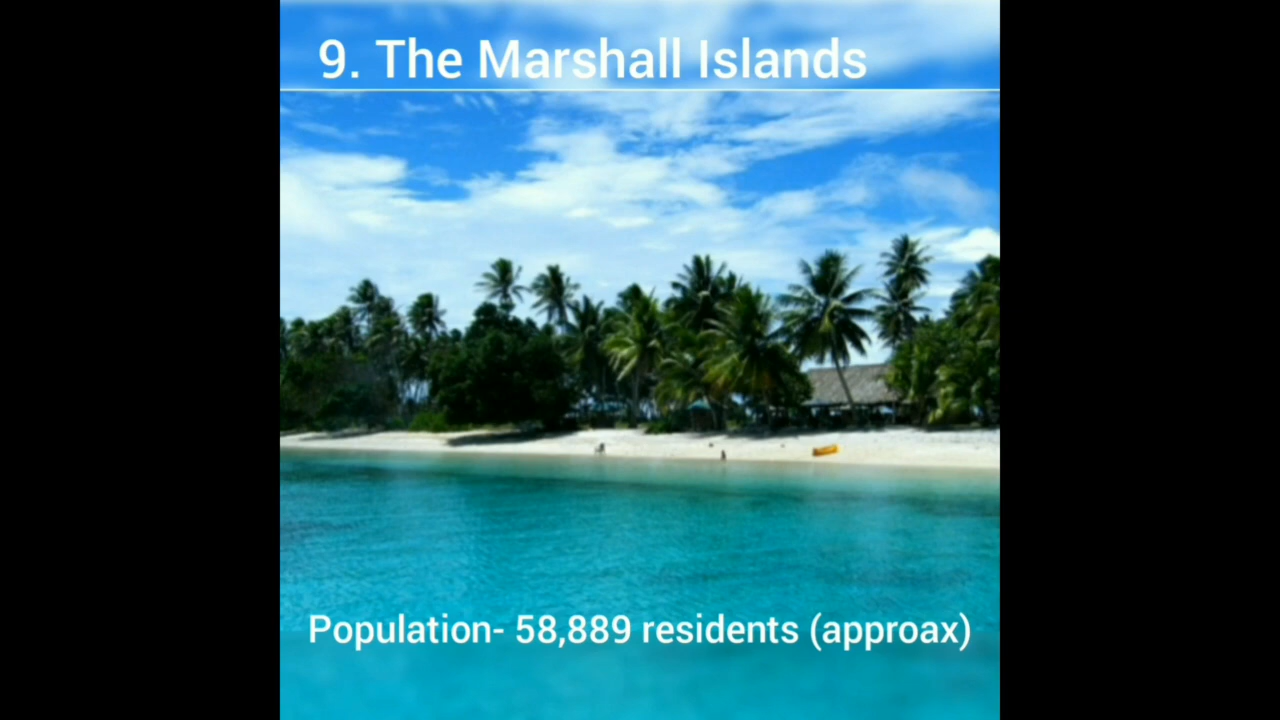 9. The Marshall Islands
Population- 58,889 residents (approax)